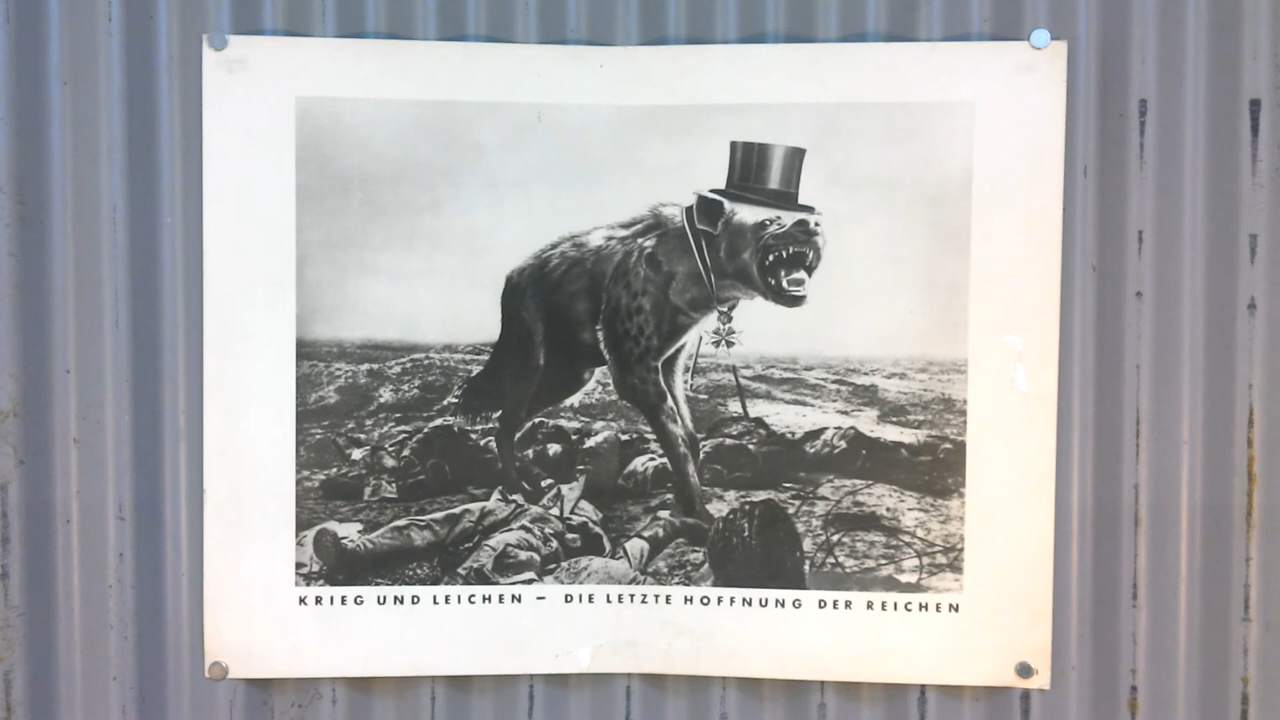 KRIEG UND LEICHEN – DIE LETZTE HOFFNUNG DER REICHEN